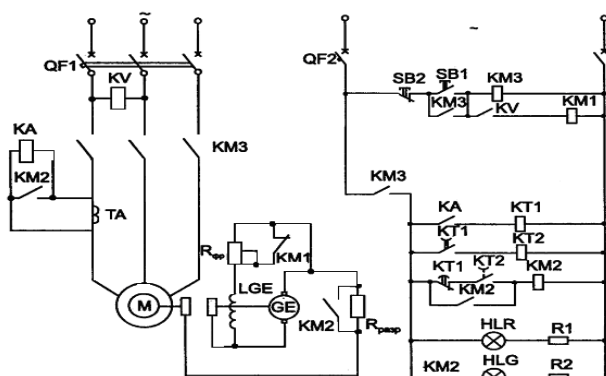 ~
~
QF1
QF2
KV
SB2
SB1
KM3
KM3
KV
KM1
KA
KM2
KM3
TA
KM3
KA
KT1
KT1
KT2
Rфр
KM1
KT1
KT2
KM2
KM2
LGE
M
GE
KM2
Rразр
HLR
R1
KM2
HLG
R2